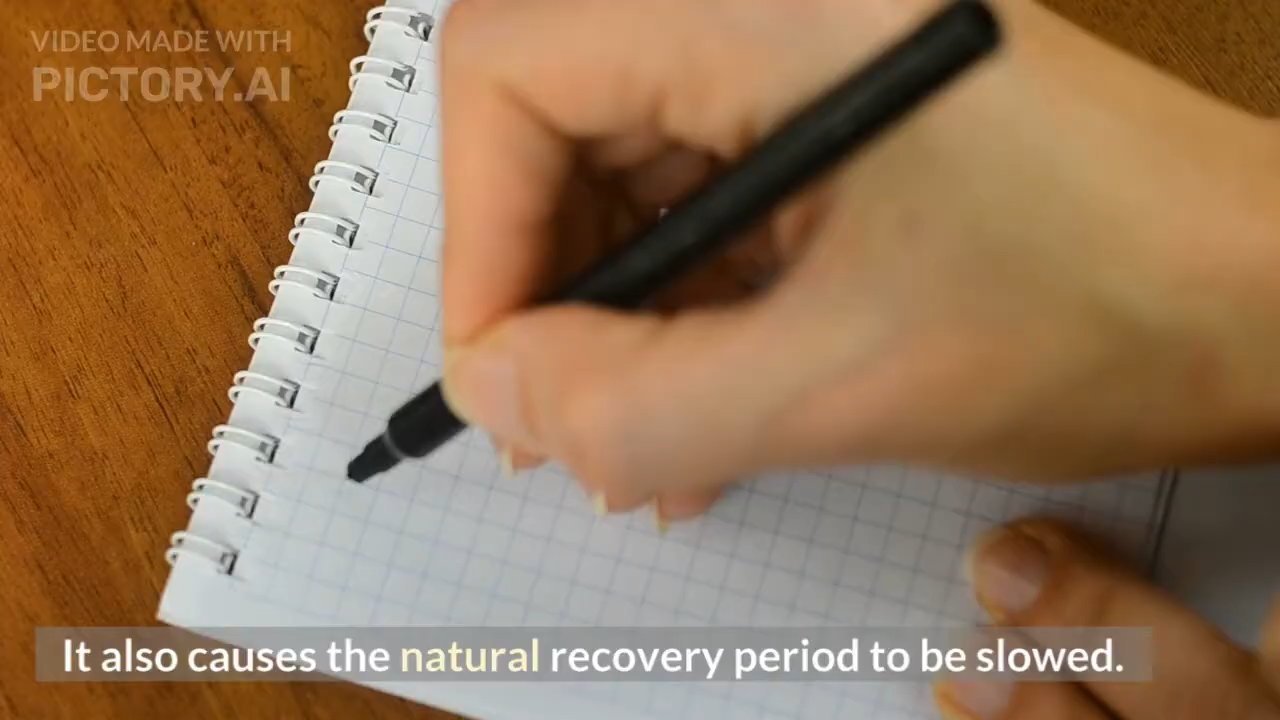 VIDEO MADE WITH
PICTORY.AI
It also causes the natural recovery period to be slowed.